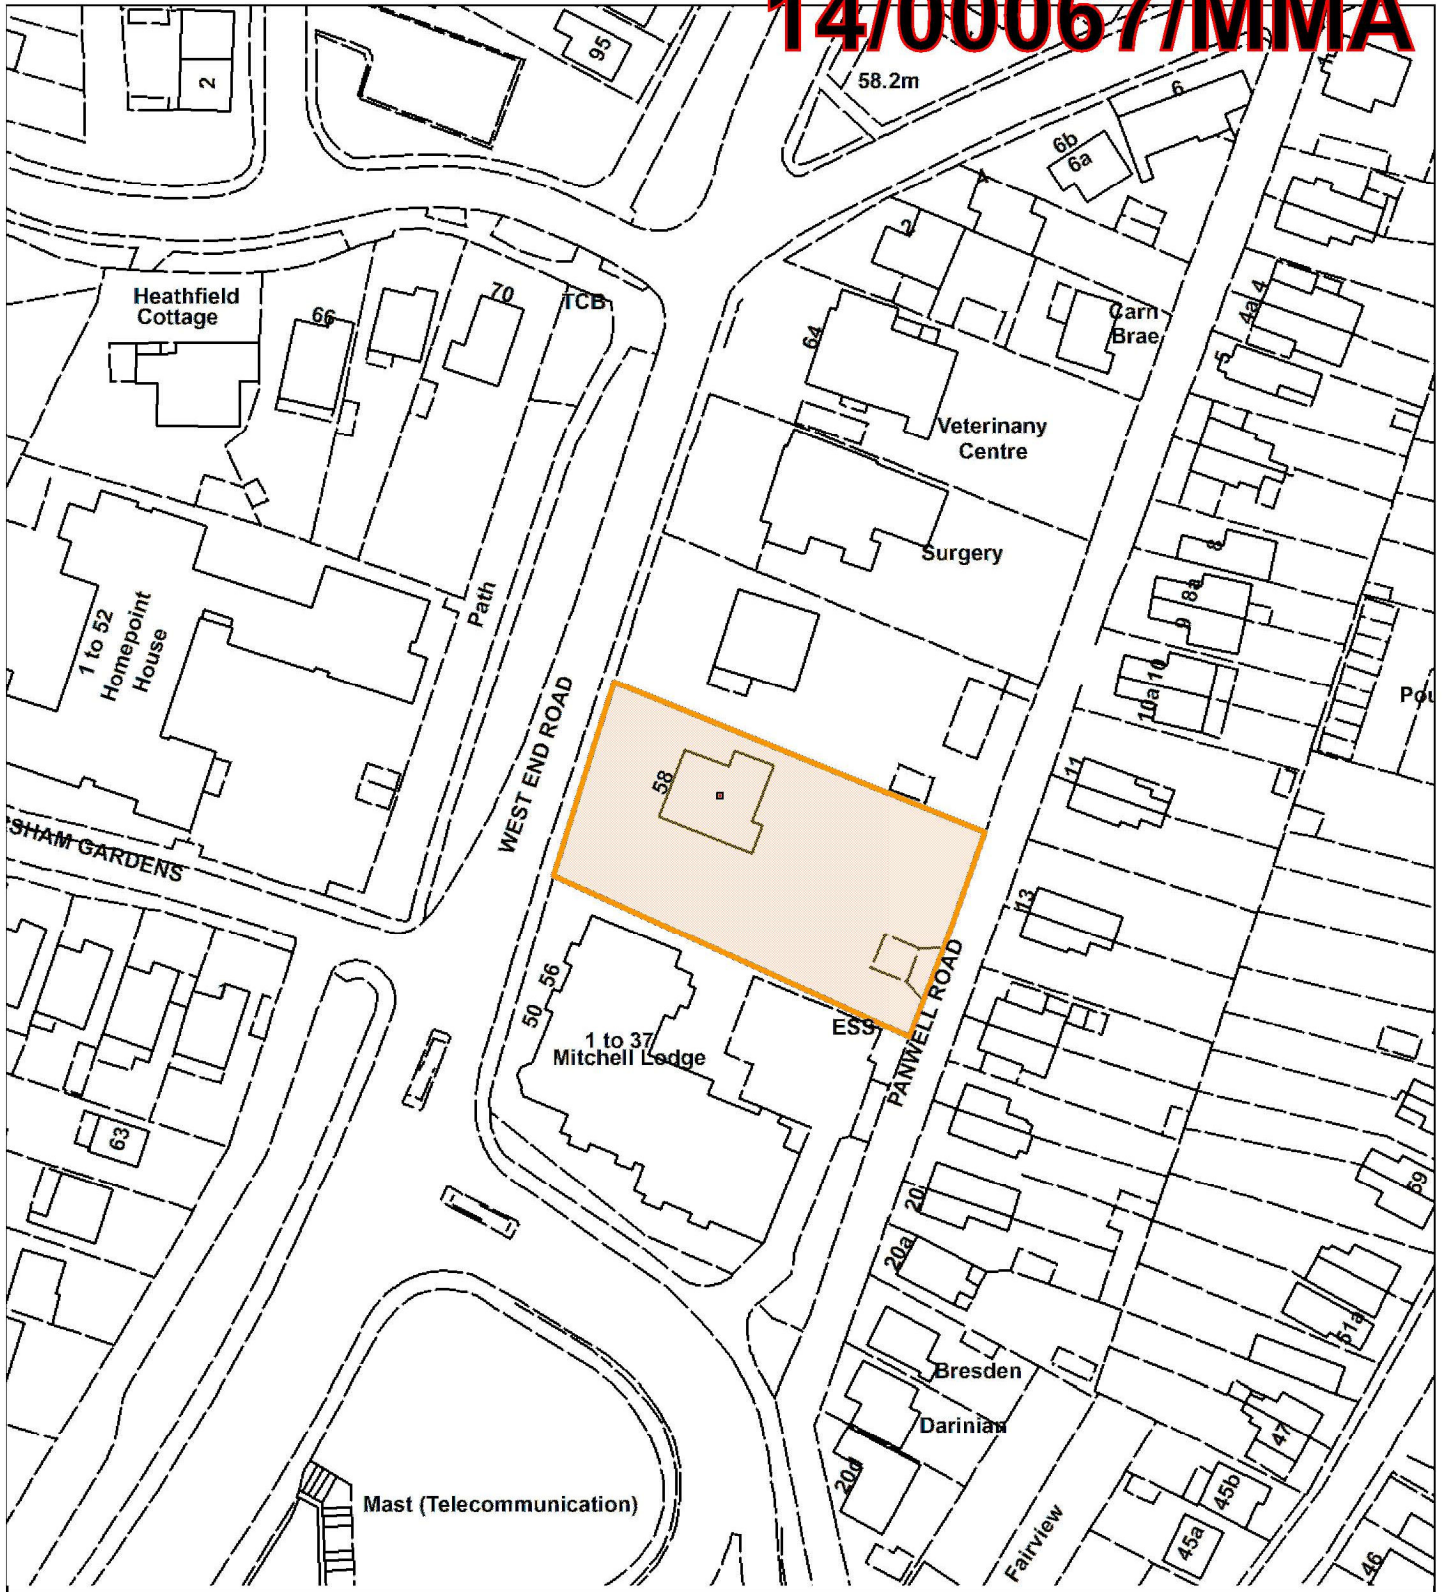 14/00067/MMA
95
2
58.2m
6
6b
6a
4
2
Heathfield
Cottage
66
70
TCB
64
Carn
Brae
4a 4
5
Veterinany
Centre
Surgery
8
8a
9
10a 10
1 to 52
Homepoint
House
Path
WEST END ROAD
58
11
13
SHAM GARDENS
50
56
1 to 37
Mitchell Lodge
ESS
PANWELL ROAD
63
20
20a
69
51a
Bresden
Darinian
20d
47
45b
45a
46
Mast (Telecommunication)
Fairview